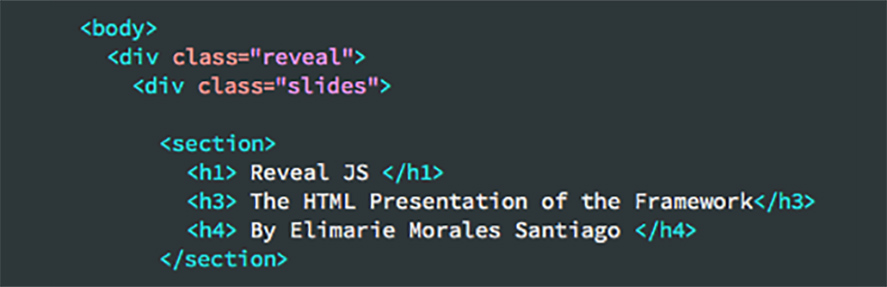 <body>
<div class="reveal">
<div class="slides">
<section>
<h1> Reveal JS </h1>
<h3> The HTML Presentation of the Framework</h3>
<h4> By Elimarie Morales Santiago </h4>
</section>